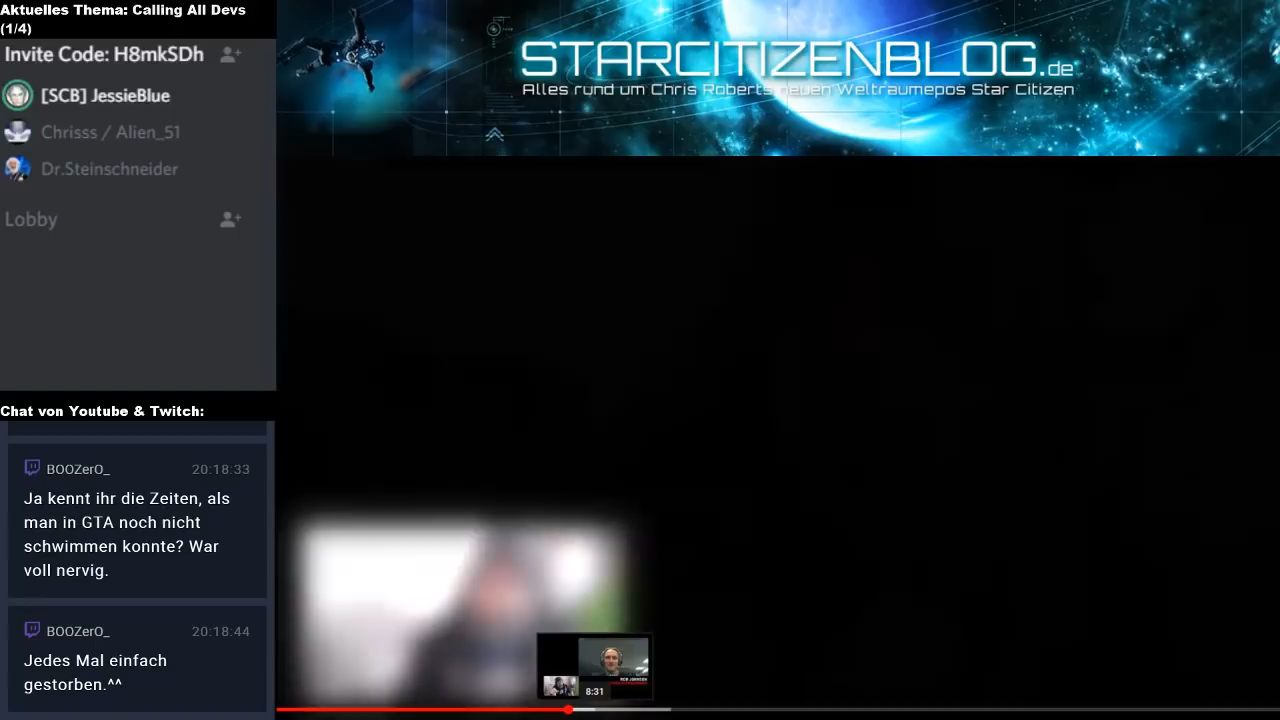 Aktuelles Thema: Calling All Devs
(1/4)
Invite Code: H8mkSDh
[SCB] JessieBlue
Chrisss / Alien_51
Dr.Steinschneider
Lobby
STARCITIZENBLOG.de
Alles rund um Chris Roberts neuen Weltraumepos Star Citizen
Chat von Youtube & Twitch:
BOOZerO_ 20:18:33
Ja kennt ihr die Zeiten, als
man in GTA noch nicht
schwimmen konnte? War
voll nervig.
BOOZerO_ 20:18:44
Jedes Mal einfach
gestorben.^^
8:31